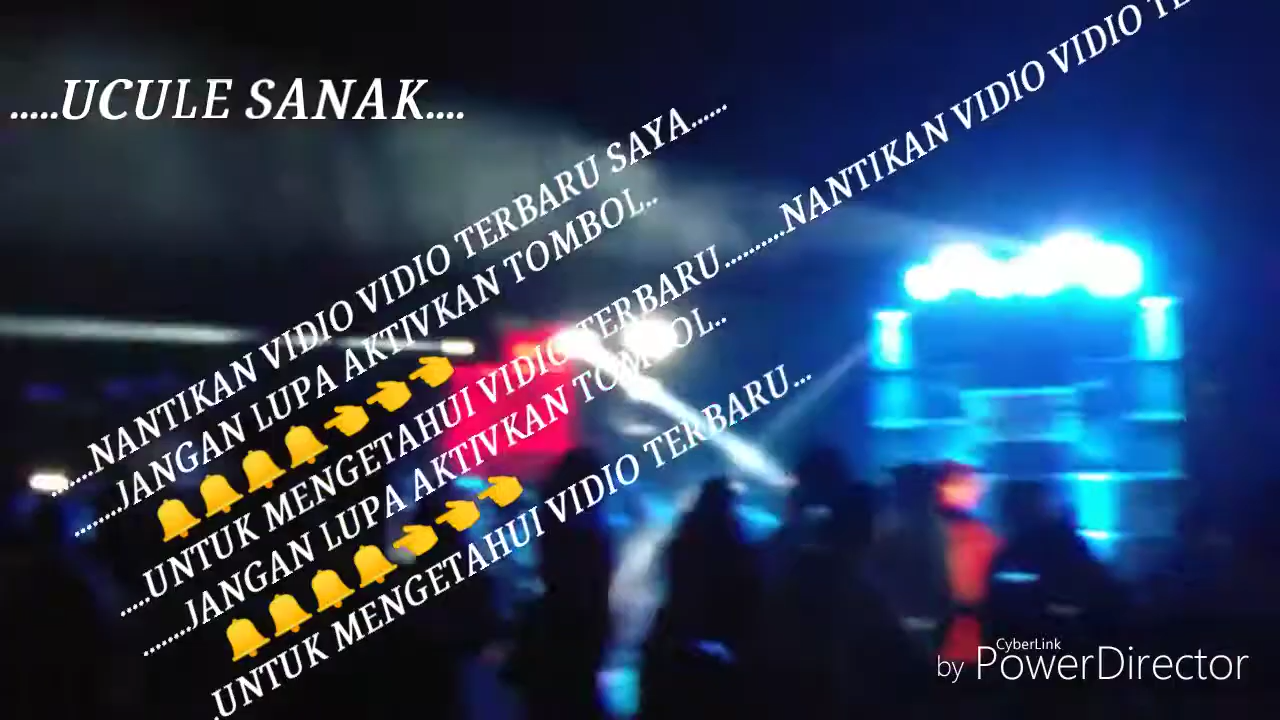 .....UCULE SANAK....
......NANTIKAN VIDIO VIDIO TERBARU SAYA......
.......JANGAN LUPA AKTIVKAN TOMBOL..
🔔🔔🔔🔔👈👈👈
.....UNTUK MENGETAHUI VIDIO TERBARU..........NANTIKAN VIDIO VIDIO
.......JANGAN LUPA AKTIVKAN TOMBOL..
🔔🔔🔔🔔👈👈👈
.UNTUK MENGETAHUI VIDIO TERBARU...
CyberLink
by PowerDirector